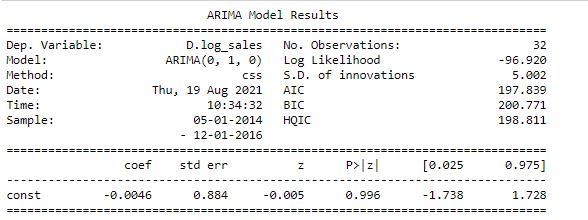 ARIMA Model Results
==============================================================================
Dep. Variable:            D.log_sales   No. Observations:                   32
Model:                 ARIMA(0, 1, 0)   Log Likelihood                 -96.920
Method:                           css   S.D. of innovations              5.002
Date:                Thu, 19 Aug 2021   AIC                            197.839
Time:                        10:34:32   BIC                            200.771
Sample:                    05-01-2014   HQIC                           198.811
- 12-01-2016
==============================================================================
coef    std err          z      P>|z|      [0.025      0.975]
------------------------------------------------------------------------------
const         -0.0046      0.884     -0.005      0.996      -1.738       1.728
==============================================================================